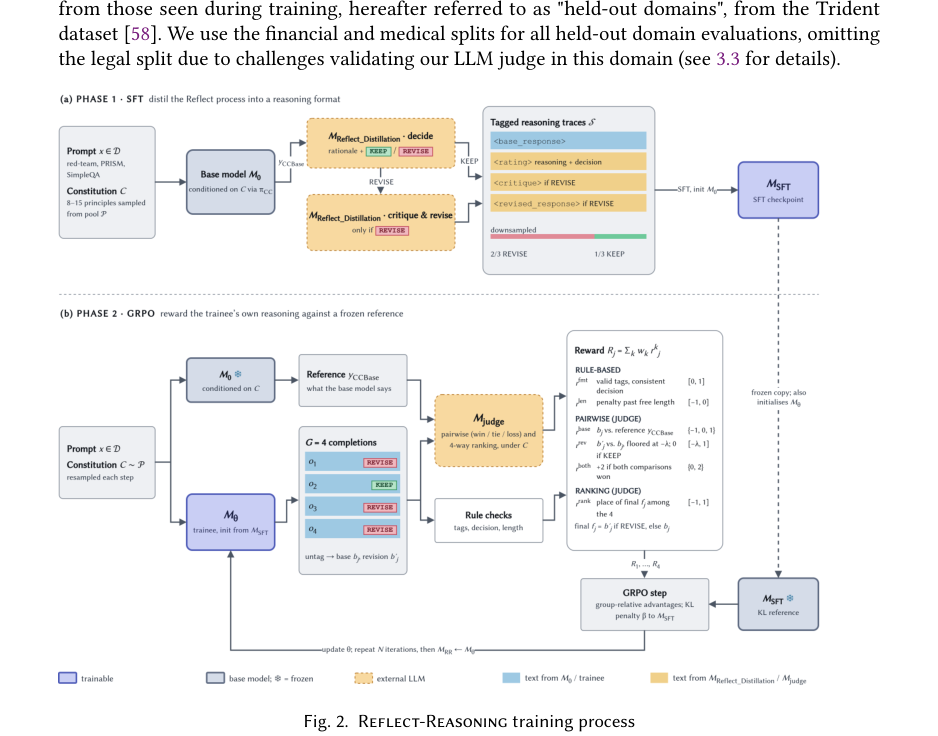 from those seen during training, hereafter referred to as "held-out domains", from the Trident
dataset [58]. We use the financial and medical splits for all held-out domain evaluations, omitting
the legal split due to challenges validating our LLM judge in this domain (see 3.3 for details).
(a) PHASE 1 · SFT distil the Reflect process into a reasoning format
Prompt x ∈ D
red-team, PRISM,
SimpleQA
Constitution C
8–15 principles sampled
from pool P
Base model M0
conditioned on C via πCC
yCCBase
MReflect_Distillation · decide
rationale + KEEP / REVISE
REVISE
KEEP
MReflect_Distillation · critique & revise
only if REVISE
Tagged reasoning traces S
<base_response>
<rating> reasoning + decision
<critique> if REVISE
<revised_response> if REVISE
downsampled
2/3 REVISE 1/3 KEEP
SFT, init M0
MSFT
SFT checkpoint
(b) PHASE 2 · GRPO reward the trainee's own reasoning against a frozen reference
Prompt x ∈ D
Constitution C ~ P
resampled each step
M0 ❄
conditioned on C
Mθ
trainee, init from MSFT
Reference yCCBase
what the base model says
G = 4 completions
o1 REVISE
o2 KEEP
o3 REVISE
o4 REVISE
untag → base bj, revision b′j
Mjudge
pairwise (win / tie / loss) and
4-way ranking, under C
Rule checks
tags, decision, length
Reward Rj = Σk wk rkj
RULE-BASED
rfmt valid tags, consistent [0, 1]
decision
rlen penalty past free length [−1, 0]
PAIRWISE (JUDGE)
rbase bj vs. reference yCCBase [−1, 0, 1]
rrev b′j vs. bj, floored at −λ; 0 [−λ, 1]
if KEEP
rboth +2 if both comparisons [0, 2]
won
RANKING (JUDGE)
rrank place of final fj among [−1, 1]
the 4
final fj = b′j if REVISE, else bj
frozen copy; also
initialises Mθ
R1, ..., R4
GRPO step
group-relative advantages; KL
penalty β to MSFT
MSFT ❄
KL reference
update θ; repeat N iterations, then MRR ← Mθ
trainable
base model; ❄ = frozen
external LLM
text from M0 / trainee
text from MReflect_Distillation / Mjudge
Fig. 2. Reflect-Reasoning training process